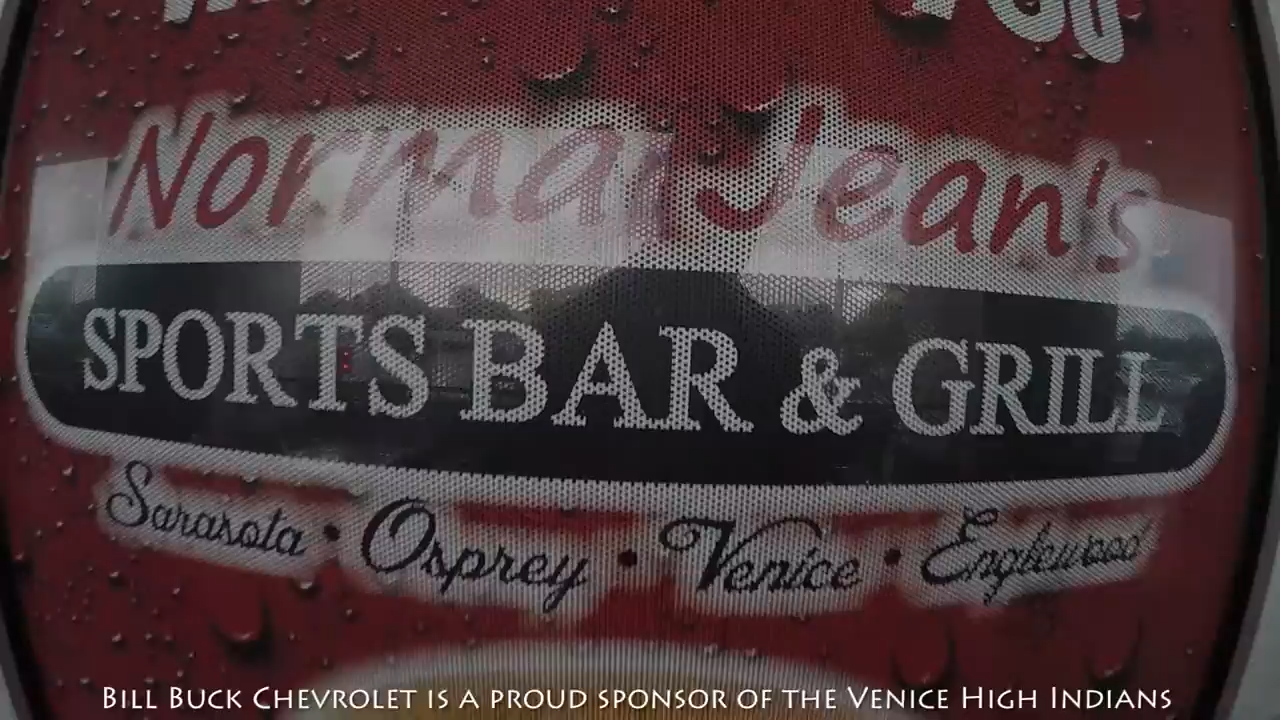 Norma Jean's
SPORTS BAR & GRILL
Sarasota • Osprey • Venice • Englewood
BILL BUCK CHEVROLET IS A PROUD SPONSOR OF THE VENICE HIGH INDIANS